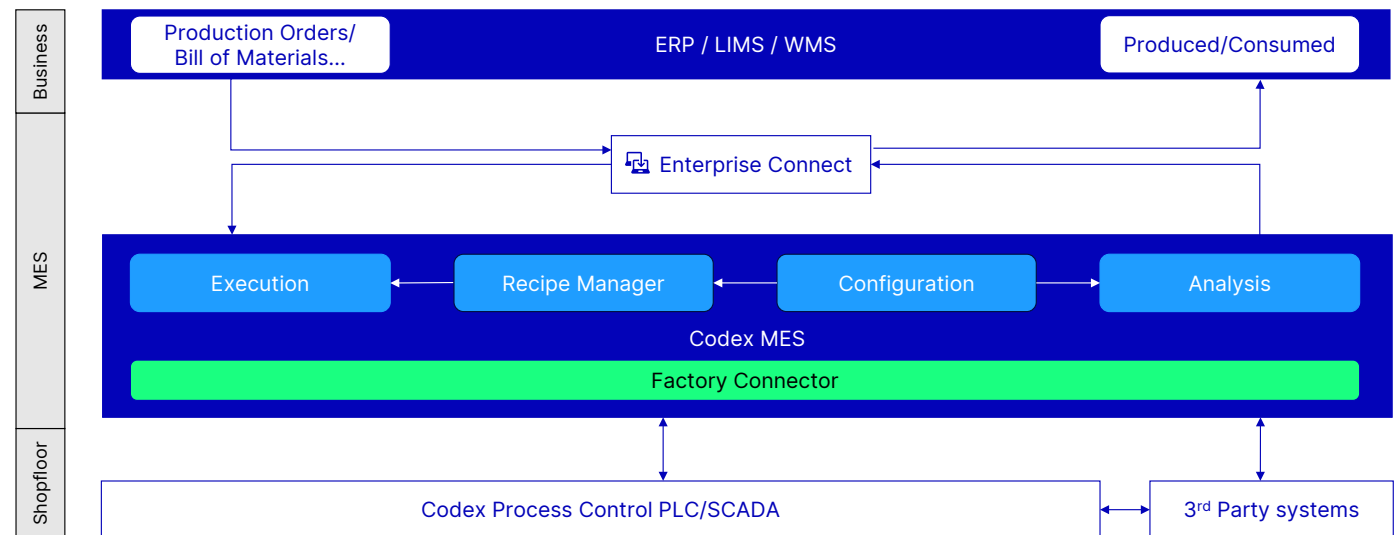 Business
Production Orders/
Bill of Materials...
ERP / LIMS / WMS
Produced/Consumed
Enterprise Connect
MES
Execution
Recipe Manager
Configuration
Analysis
Codex MES
Factory Connector
Shopfloor
Codex Process Control PLC/SCADA
3rd Party systems